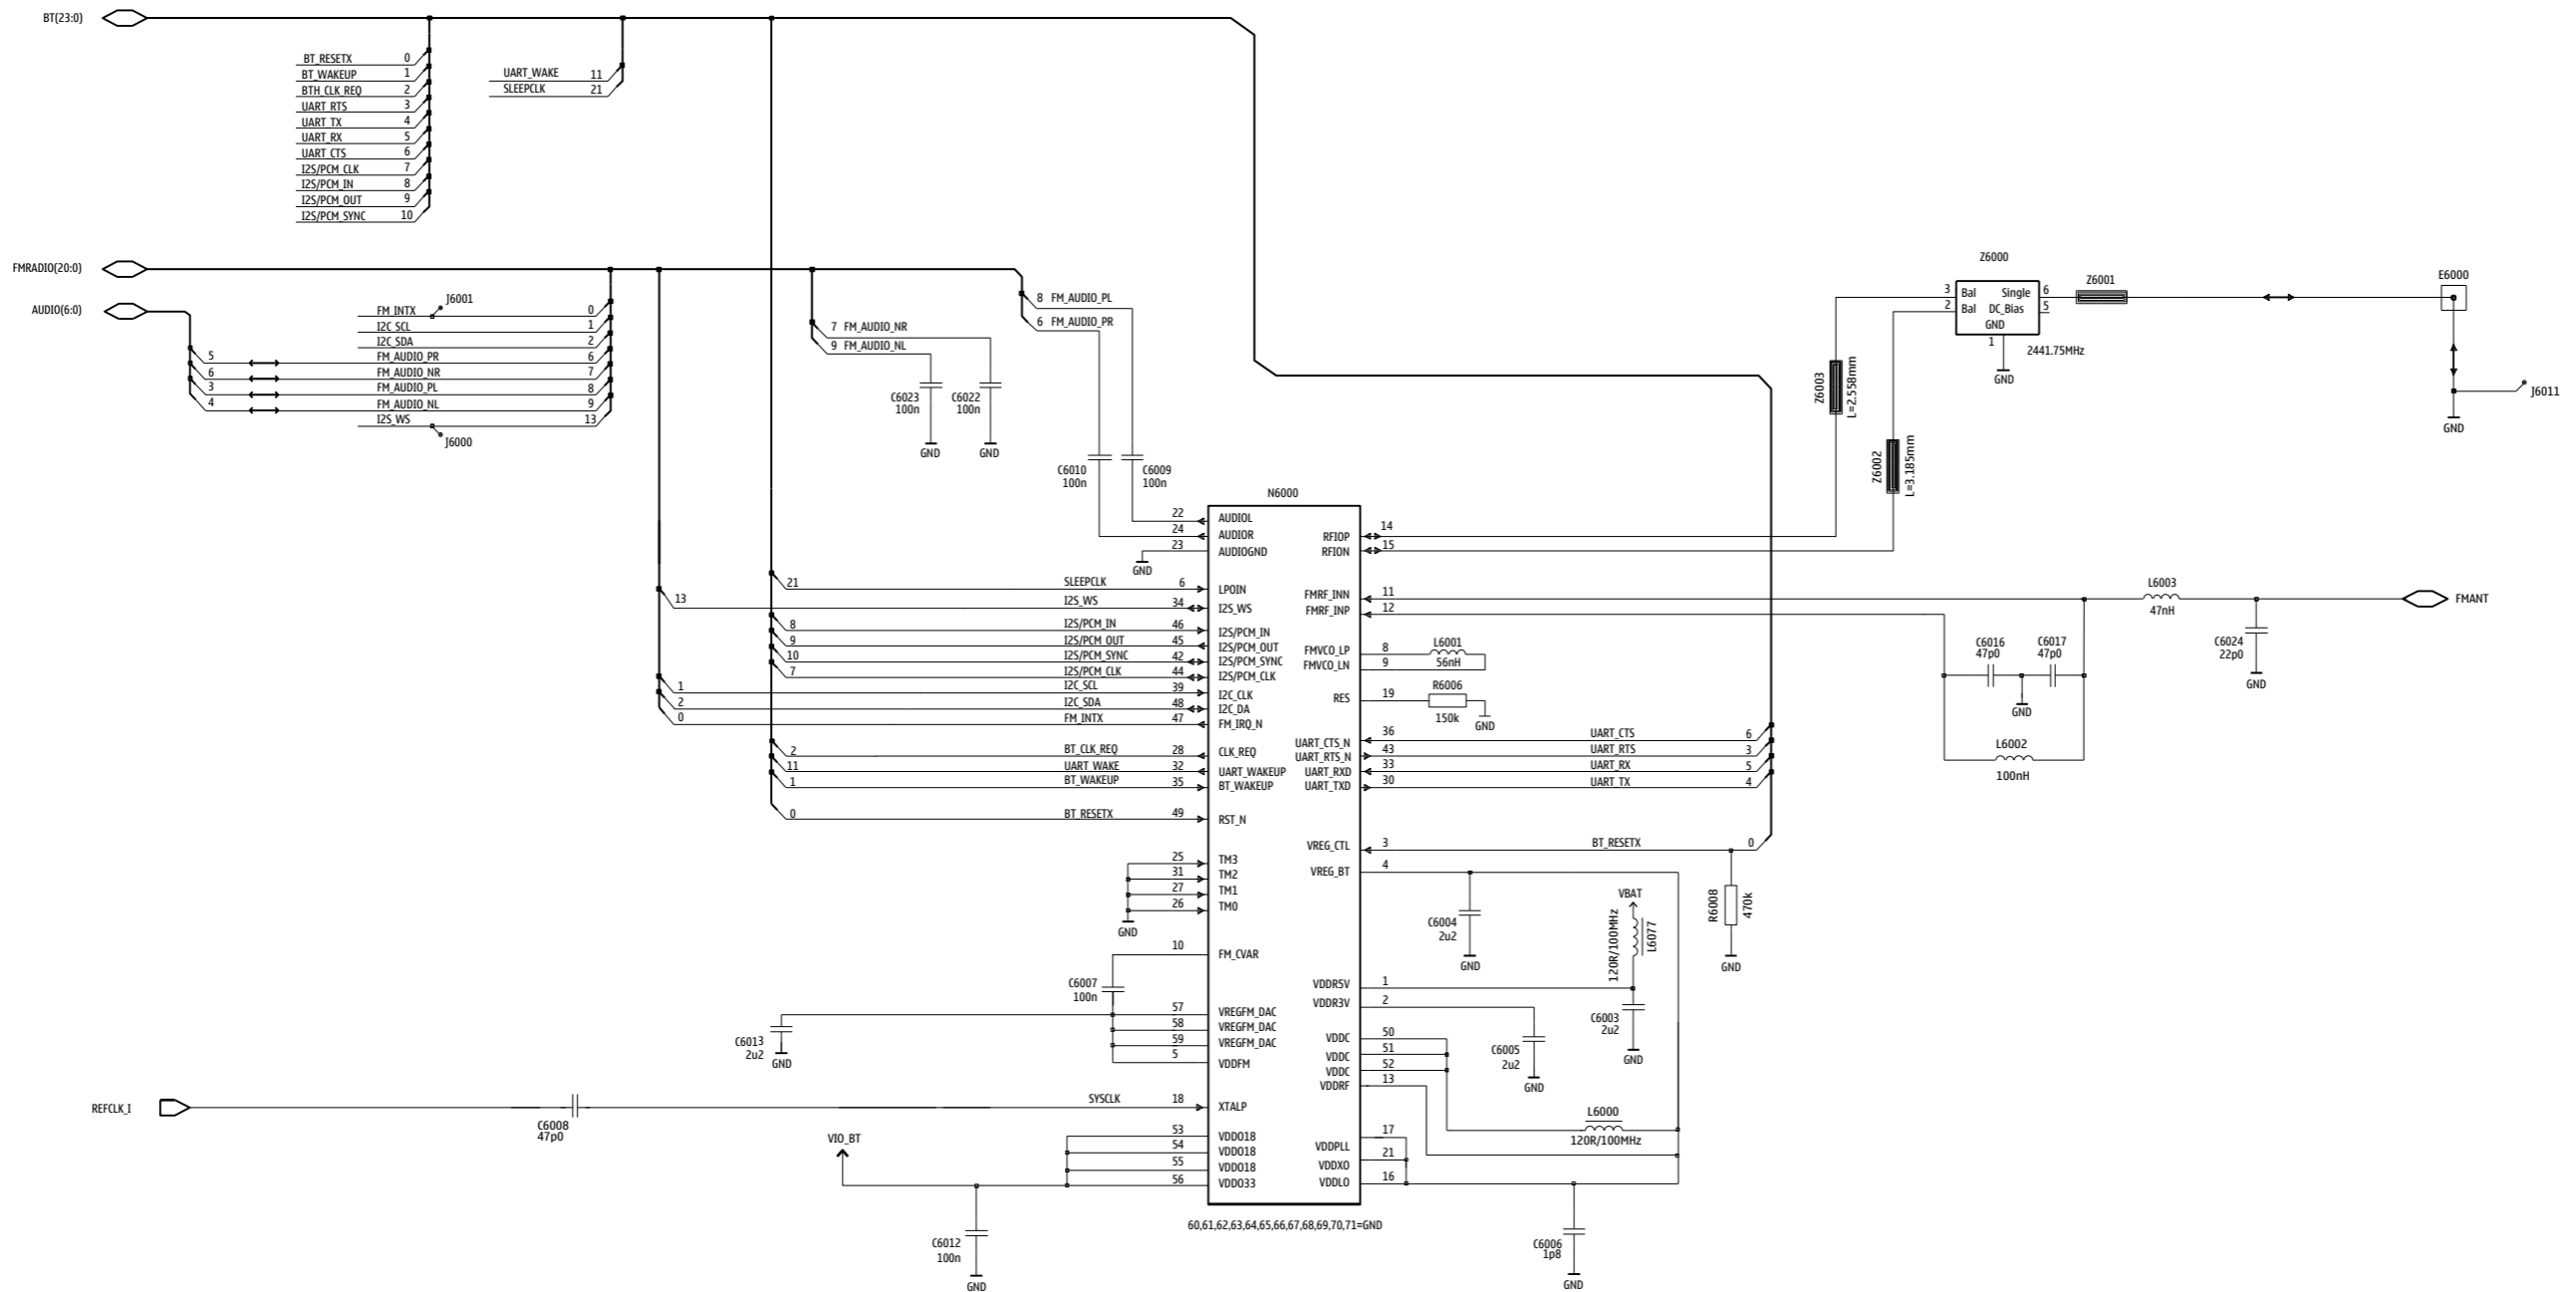 BT(23:0)
BT_RESETX 0
BT_WAKEUP 1
BTH_CLK_REQ 2
UART_RTS 3
UART_TX 4
UART_RX 5
UART_CTS 6
I2S/PCM_CLK 7
I2S/PCM_IN 8
I2S/PCM_OUT 9
I2S/PCM_SYNC 10
UART_WAKE 11
SLEEPCLK 21
FMRADIO(20:0)
AUDIO(6:0)
J6001
FM_INTX 0
I2C_SCL 1
I2C_SDA 2
5 FM_AUDIO_PR 6
6 FM_AUDIO_NR 7
3 FM_AUDIO_PL 8
4 FM_AUDIO_NL 9
I2S_WS 13
J6000
8 FM_AUDIO_PL
6 FM_AUDIO_PR
7 FM_AUDIO_NR
9 FM_AUDIO_NL
C6023
100n
GND
C6022
100n
GND
C6010
100n
C6009
100n
Z6000
3 Bal Single 6
2 Bal DC_Bias 5
GND
1
2441.75MHz
GND
Z6001
E6000
J6011
GND
Z6003
L=2.558mm
Z6002
L=3.185mm
N6000
22 AUDIOL
24 AUDIOR
23 AUDIOGND
GND
21 SLEEPCLK 6 LPOIN
13 I2S_WS 34 I2S_WS
8 I2S/PCM_IN 46 I2S/PCM_IN
9 I2S/PCM_OUT 45 I2S/PCM_OUT
10 I2S/PCM_SYNC 42 I2S/PCM_SYNC
7 I2S/PCM_CLK 44 I2S/PCM_CLK
1 I2C_SCL 39 I2C_CLK
2 I2C_SDA 48 I2C_DA
0 FM_INTX 47 FM_IRQ_N
2 BT_CLK_REQ 28 CLK_REQ
11 UART_WAKE 32 UART_WAKEUP
1 BT_WAKEUP 35 BT_WAKEUP
0 BT_RESETX 49 RST_N
25 TM3
31 TM2
27 TM1
26 TM0
GND
10 FM_CVAR
C6007
100n
57 VREGFM_DAC
58 VREGFM_DAC
59 VREGFM_DAC
5 VDDFM
C6013
2u2
GND
REFCLK_I
C6008
47p0
SYSCLK 18 XTALP
VIO_BT
53 VDDO18
54 VDDO18
55 VDDO18
56 VDDO33
C6012
100n
GND
60,61,62,63,64,65,66,67,68,69,70,71=GND
RFIOP 14
RFION 15
FMRF_INN 11
FMRF_INP 12
L6003
47nH
FMANT
C6024
22p0
GND
C6016
47p0
C6017
47p0
GND
L6002
100nH
FMVCO_LP 8
FMVCO_LN 9
L6001
56nH
RES 19
R6006
150k
GND
UART_CTS_N 36 UART_CTS 6
UART_RTS_N 43 UART_RTS 3
UART_RXD 33 UART_RX 5
UART_TXD 30 UART_TX 4
VREG_CTL 3 BT_RESETX 0
VREG_BT 4
C6004
2u2
GND
VBAT
120R/100MHz
L6077
R6008
470k
GND
VDDR5V 1
VDDR3V 2
C6003
2u2
GND
C6005
2u2
GND
VDDC 50
VDDC 51
VDDC 52
VDDRF 13
L6000
120R/100MHz
VDDPLL 17
VDDXO 21
VDDLO 16
C6006
1p8
GND